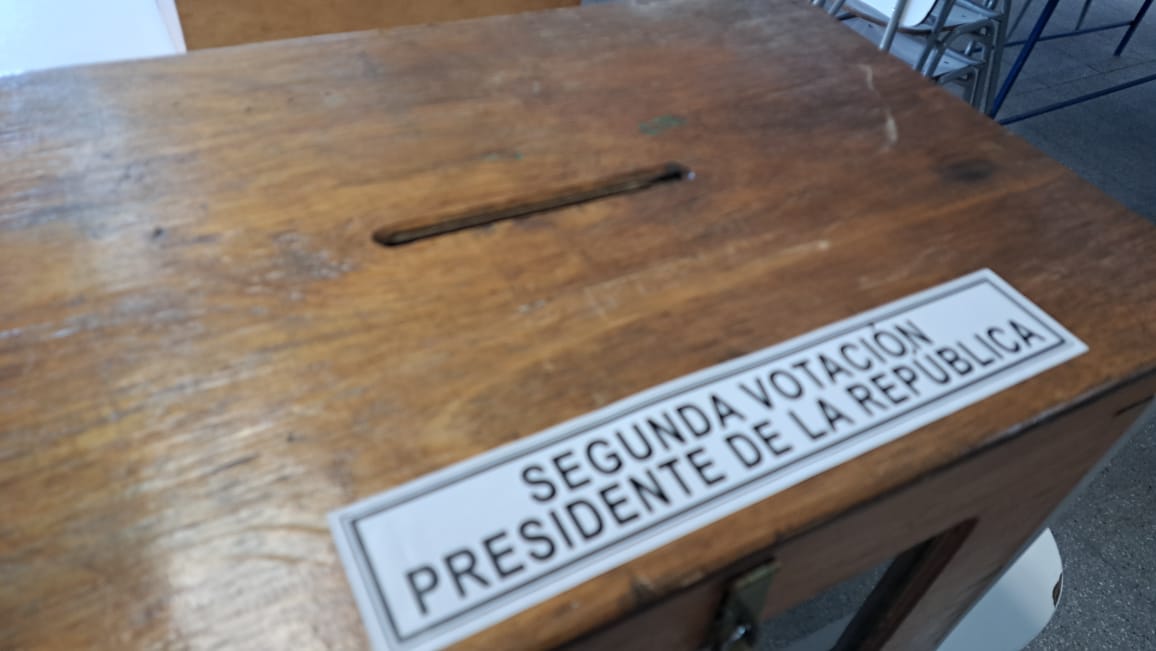 SEGUNDA VOTACIÓN
PRESIDENTE DE LA REPÚBLICA